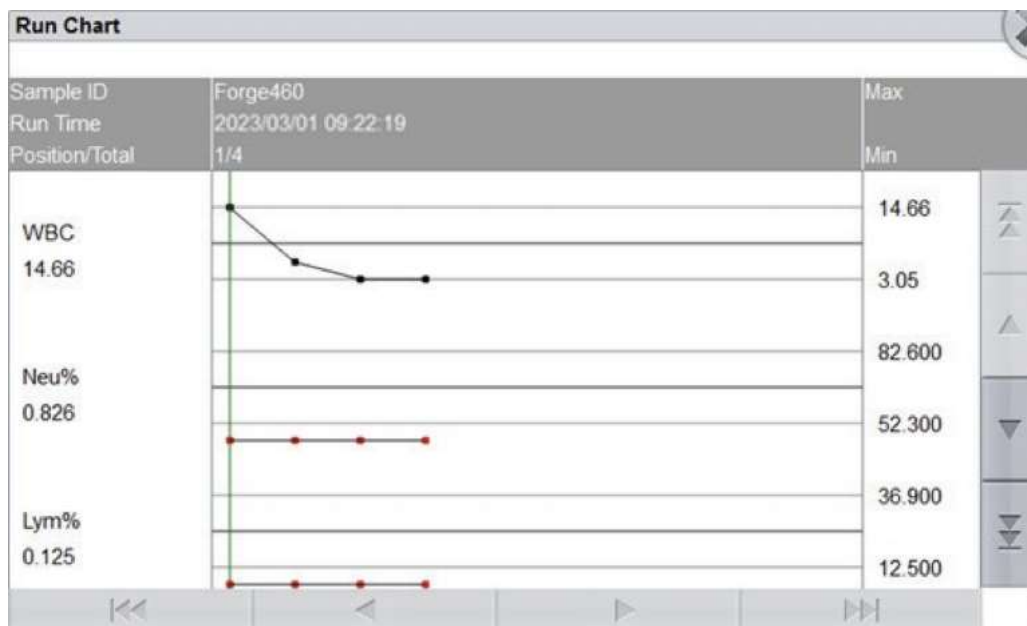 Run Chart
Sample ID Forge460 Max
Run Time 2023/03/01 09:22:19
Position/Total 1/4 Min
14.66
WBC
14.66
3.05
82.600
Neu%
0.826
52.300
36.900
Lym%
0.125
12.500